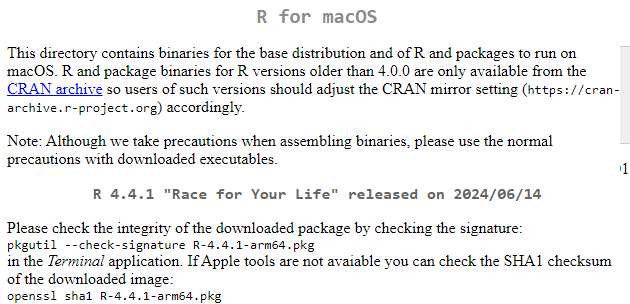 R for macOS
This directory contains binaries for the base distribution and of R and packages to run on
macOS. R and package binaries for R versions older than 4.0.0 are only available from the
CRAN archive so users of such versions should adjust the CRAN mirror setting (https://cran-
archive.r-project.org) accordingly.
Note: Although we take precautions when assembling binaries, please use the normal
precautions with downloaded executables.
R 4.4.1 "Race for Your Life" released on 2024/06/14
Please check the integrity of the downloaded package by checking the signature:
pkgutil --check-signature R-4.4.1-arm64.pkg
in the Terminal application. If Apple tools are not avaiable you can check the SHA1 checksum
of the downloaded image:
openssl sha1 R-4.4.1-arm64.pkg